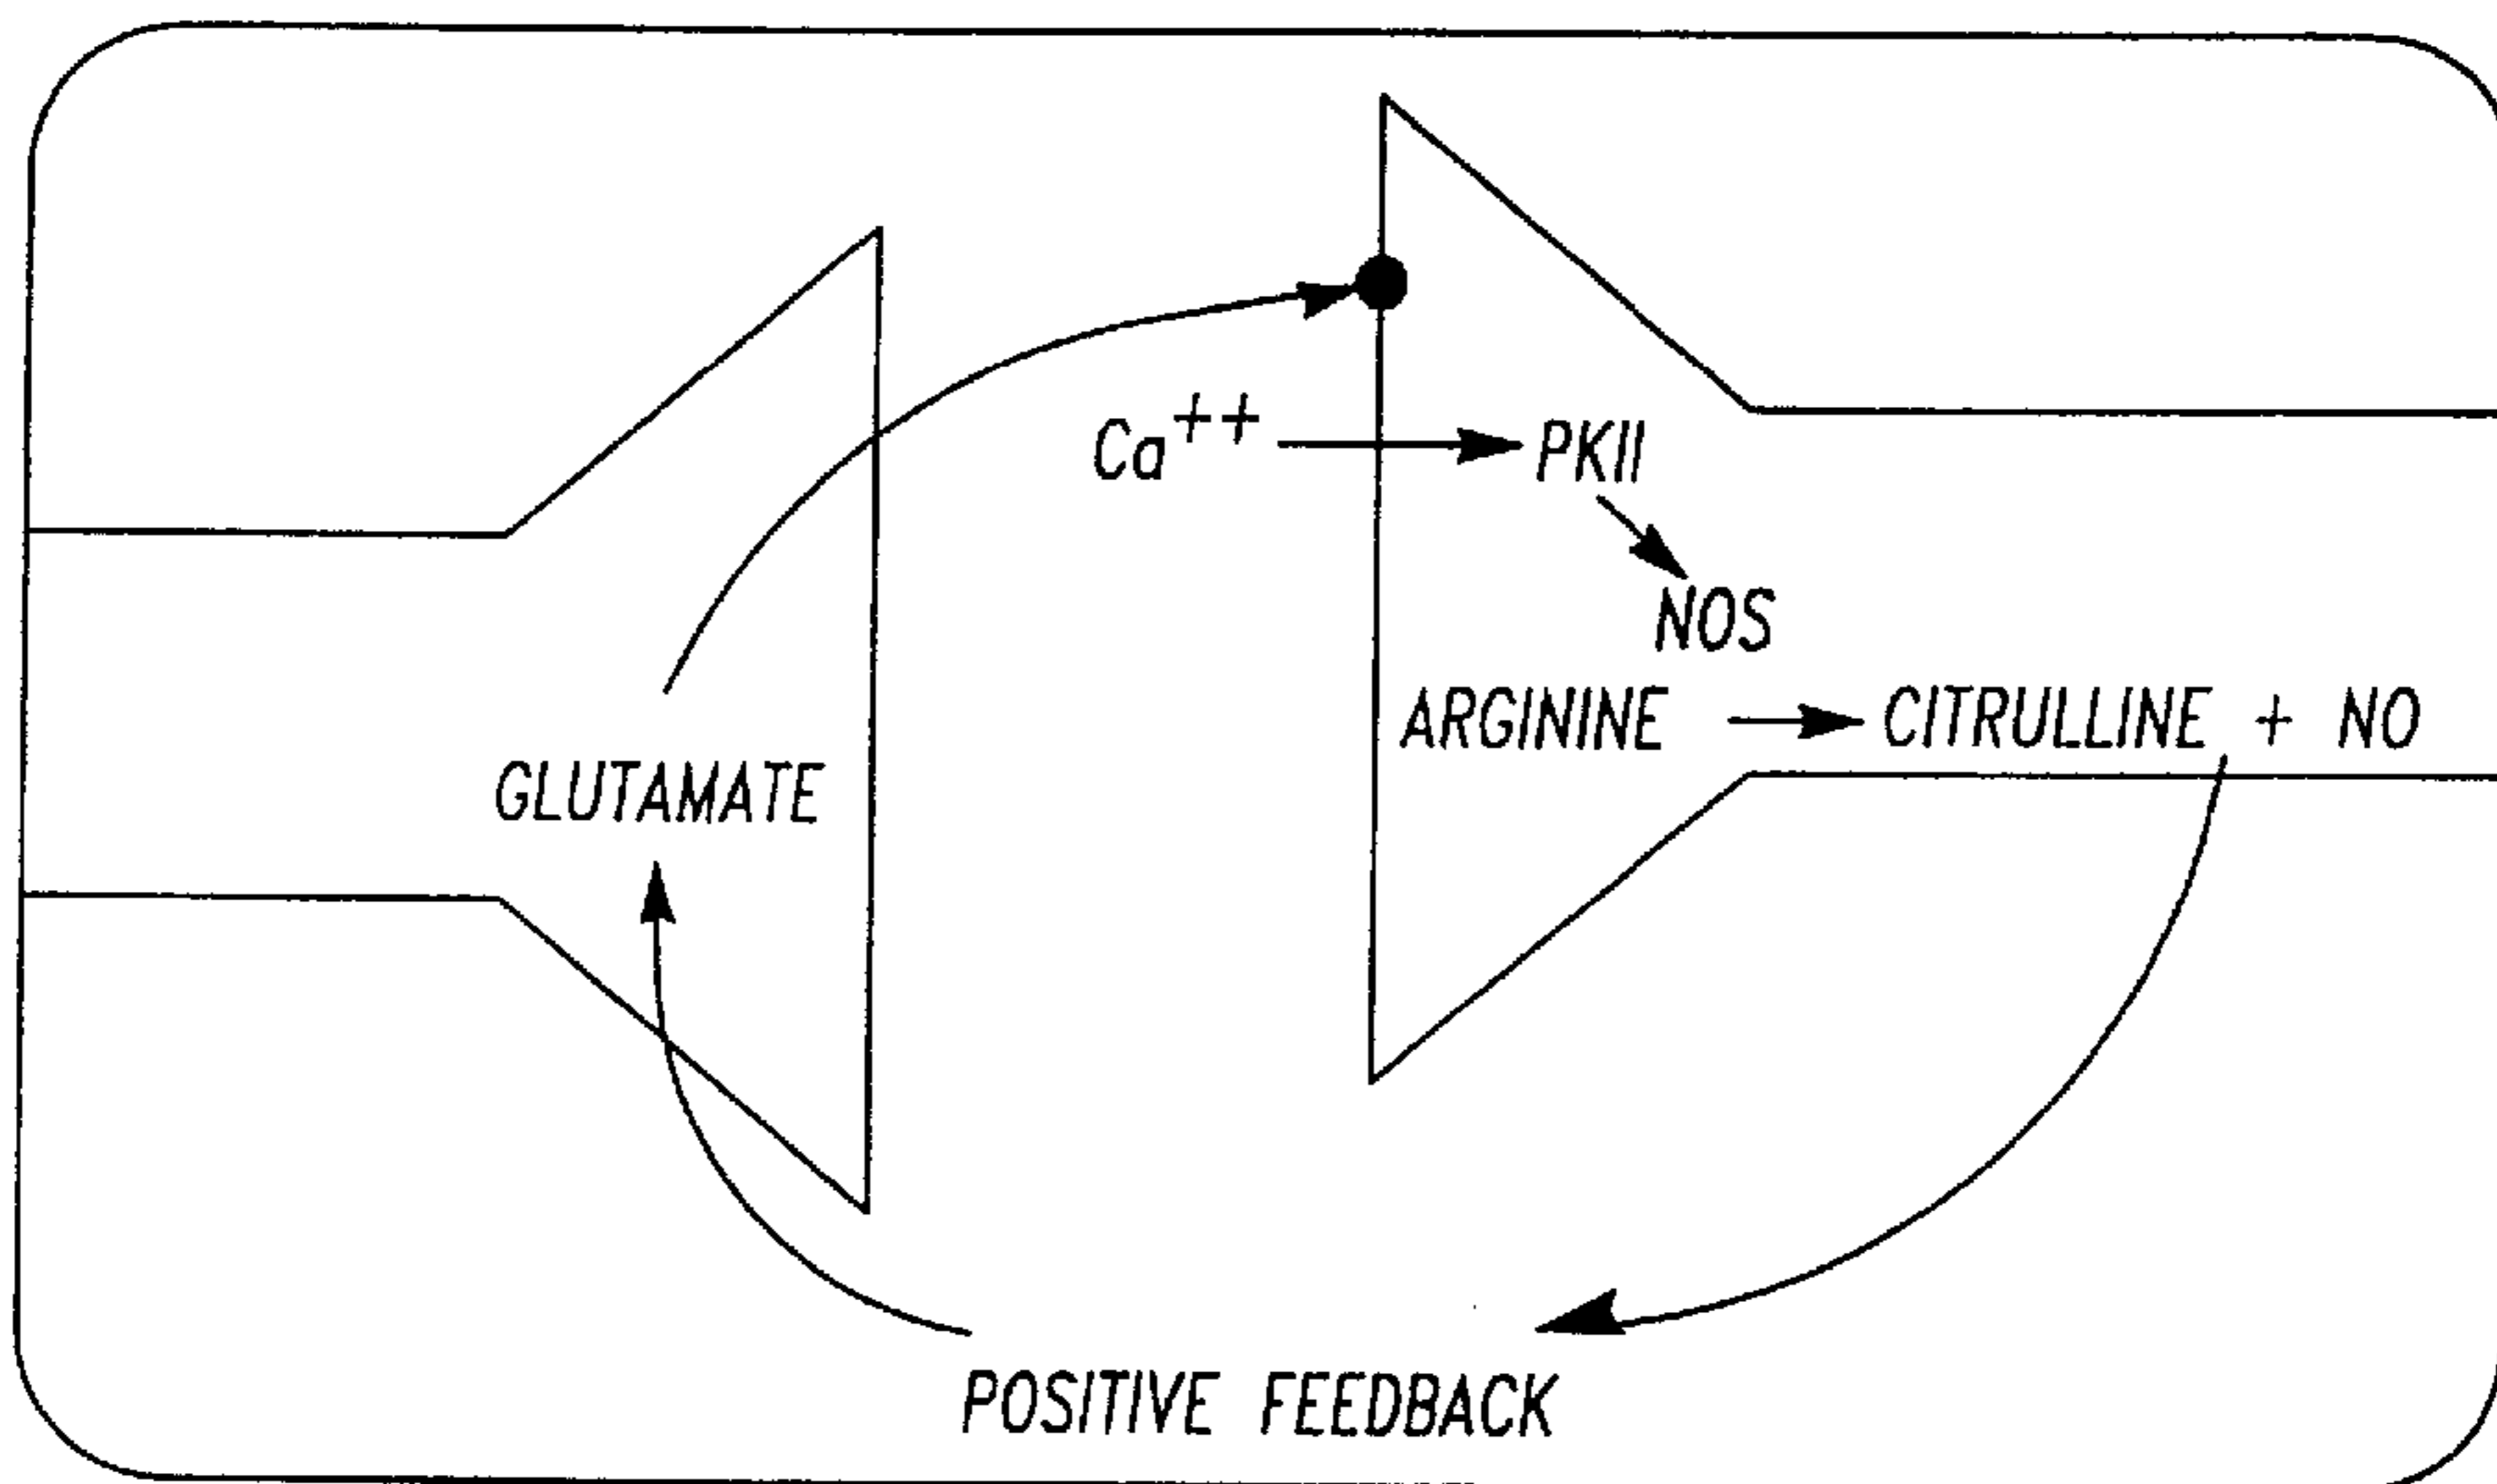 Ca++ → PKII
NOS
ARGININE → CITRULLINE + NO
GLUTAMATE
POSITIVE FEEDBACK